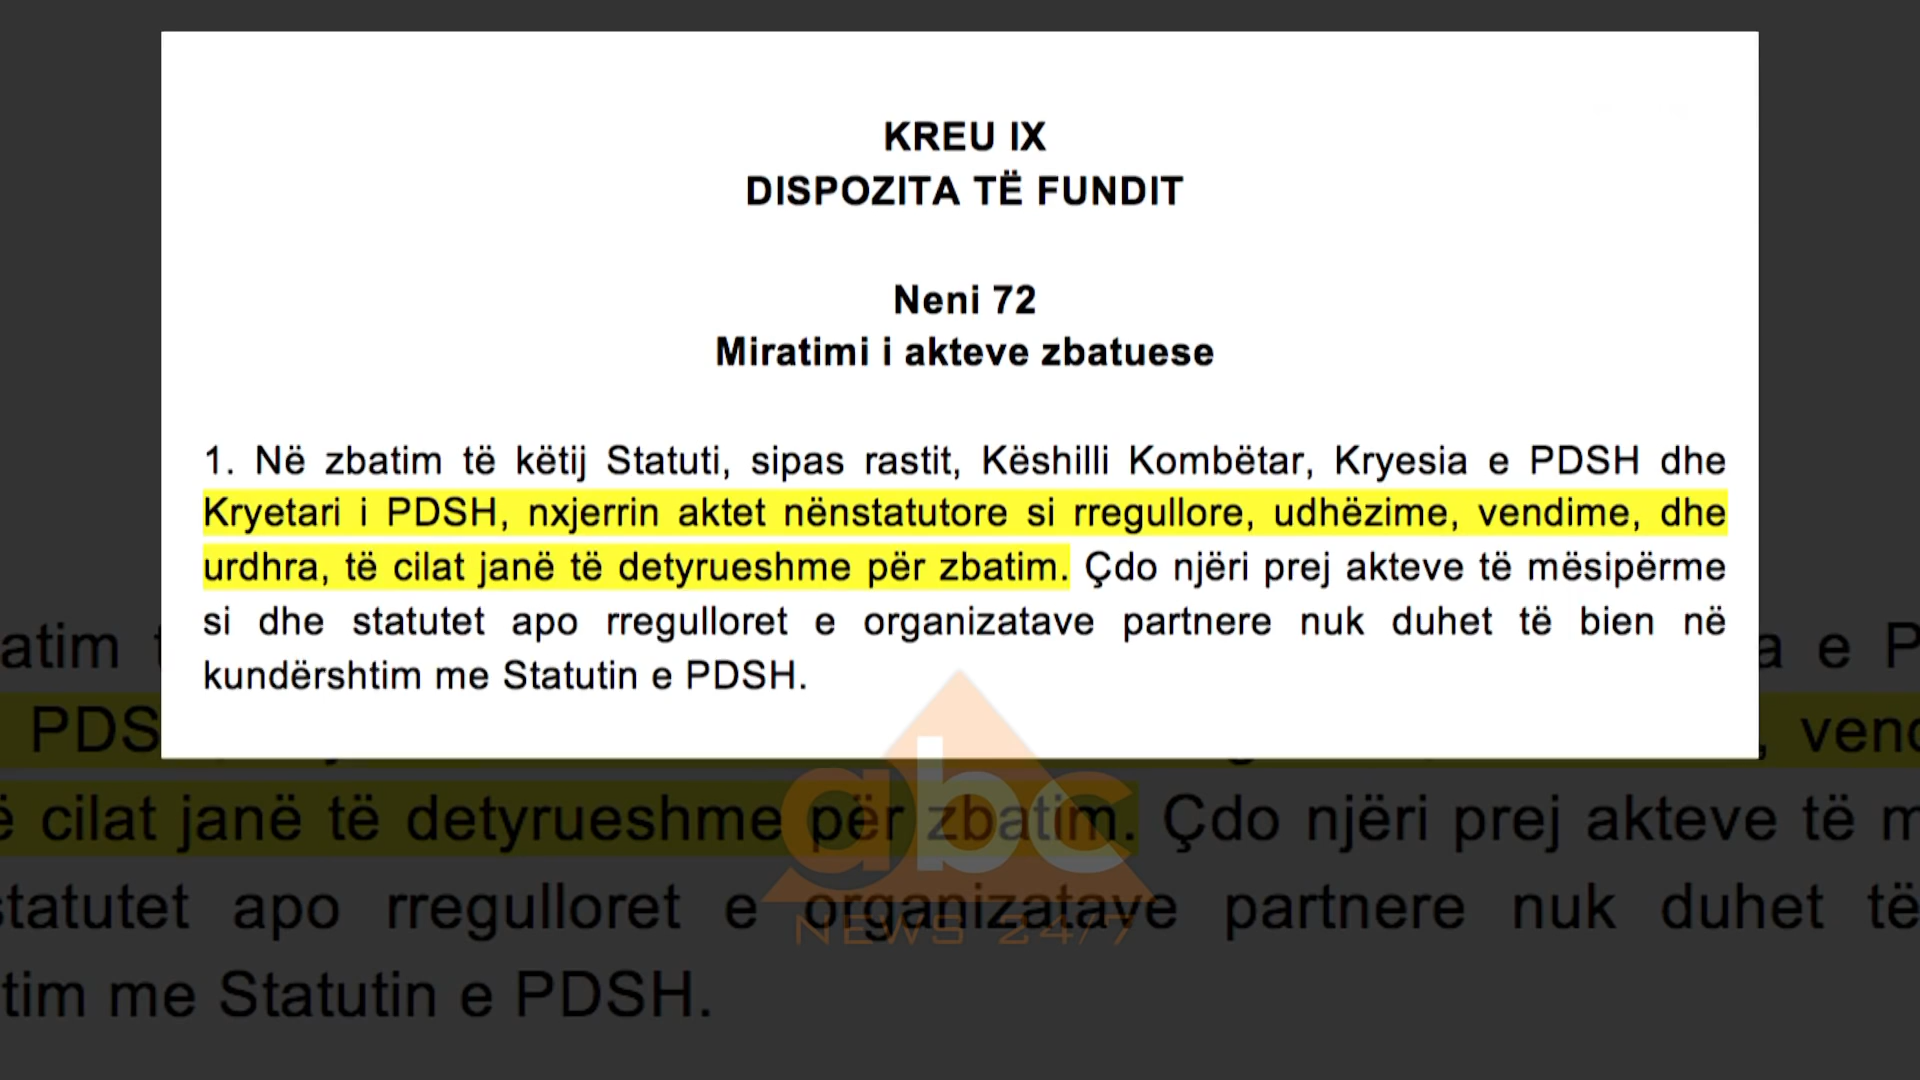 KREU IX
DISPOZITA TË FUNDIT
Neni 72
Miratimi i akteve zbatuese
1. Në zbatim të këtij Statuti, sipas rastit, Këshilli Kombëtar, Kryesia e PDSH dhe
Kryetari i PDSH, nxjerrin aktet nënstatutore si rregullore, udhëzime, vendime, dhe
urdhra, të cilat janë të detyrueshme për zbatim. Çdo njëri prej akteve të mësipërme
si dhe statutet apo rregulloret e organizatave partnere nuk duhet të bien në
kundërshtim me Statutin e PDSH.
atim
a e P
PDS
, vend
cilat janë të detyrueshme për zbatim. Çdo njëri prej akteve të m
statutet apo rregulloret e organizatave partnere nuk duhet të
tim me Statutin e PDSH.
abc
NEWS 24/7